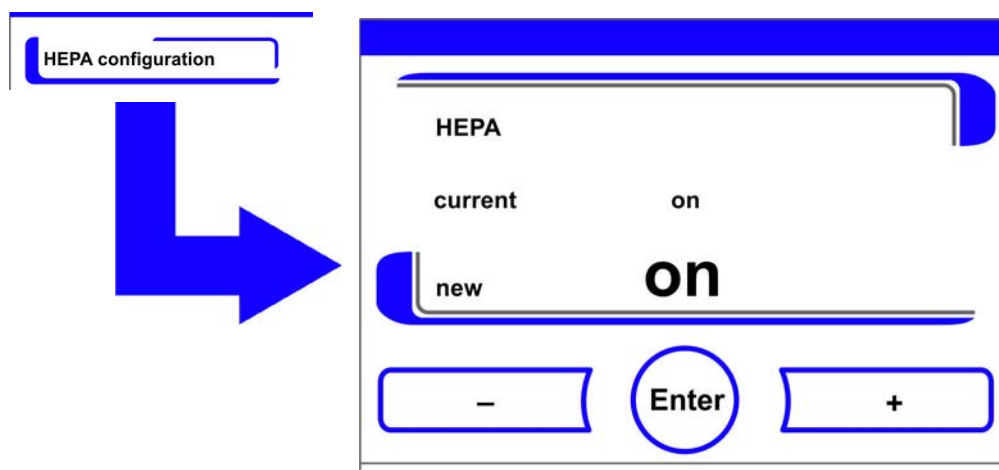 HEPA configuration
HEPA
current on
new on
– Enter +